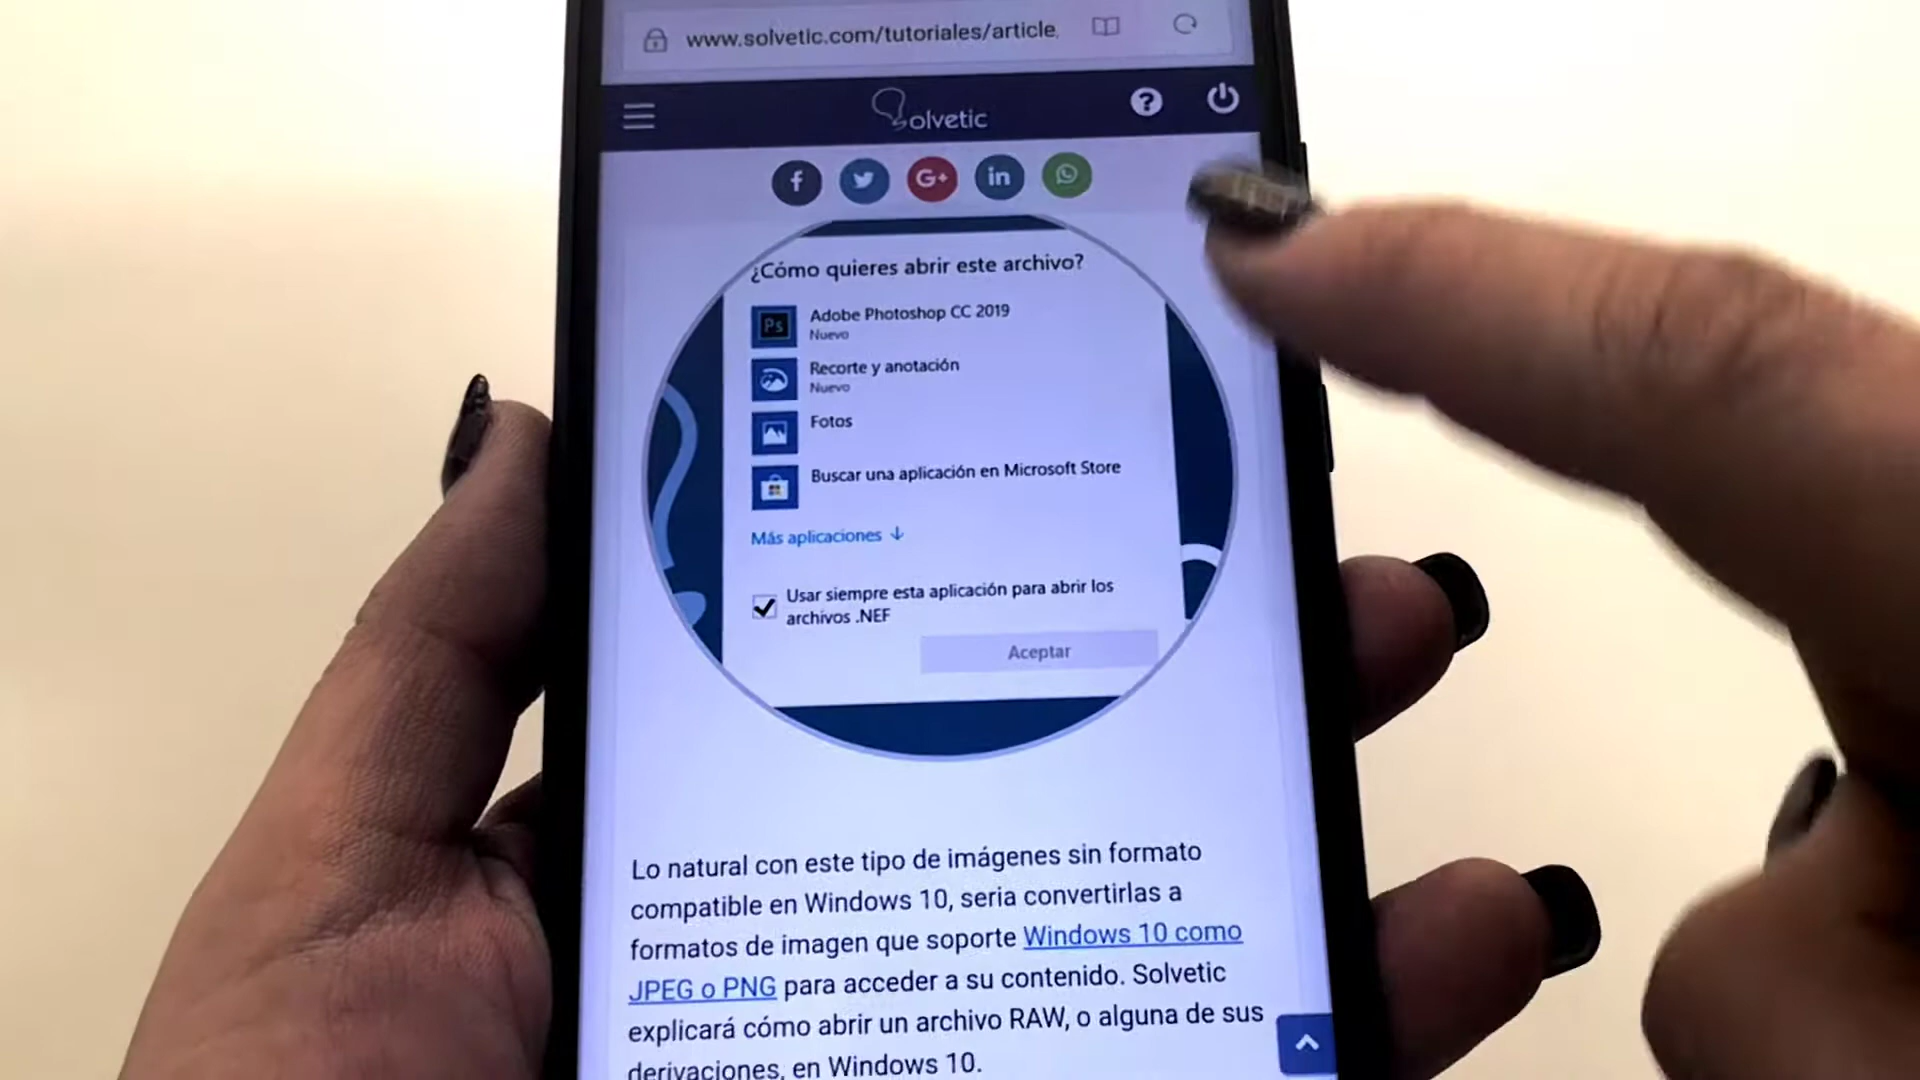 www.solvetic.com/tutoriales/article
Solvetic
?
f
G+
in
¿Cómo quieres abrir este archivo?
Ps
Adobe Photoshop CC 2019
Nuevo
Recorte y anotación
Nuevo
Fotos
Buscar una aplicación en Microsoft Store
Más aplicaciones
Usar siempre esta aplicación para abrir los
archivos .NEF
Aceptar
Lo natural con este tipo de imágenes sin formato
compatible en Windows 10, seria convertirlas a
formatos de imagen que soporte Windows 10 como
JPEG o PNG para acceder a su contenido. Solvetic
explicará cómo abrir un archivo RAW, o alguna de sus
derivaciones, en Windows 10.